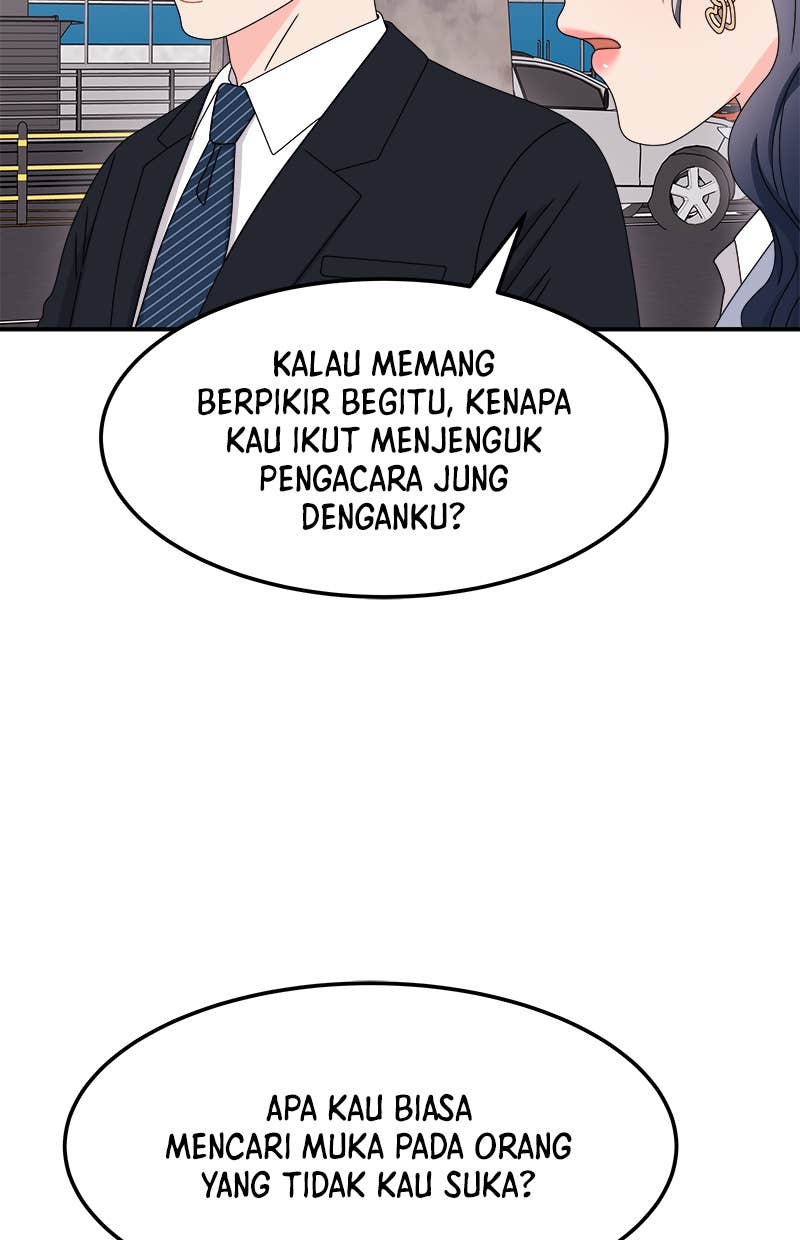 KALAU MEMANG
BERPIKIR BEGITU, KENAPA
KAU IKUT MENJENGUK
PENGACARA JUNG
DENGANKU?
APA KAU BIASA
MENCARI MUKA PADA ORANG
YANG TIDAK KAU SUKA?